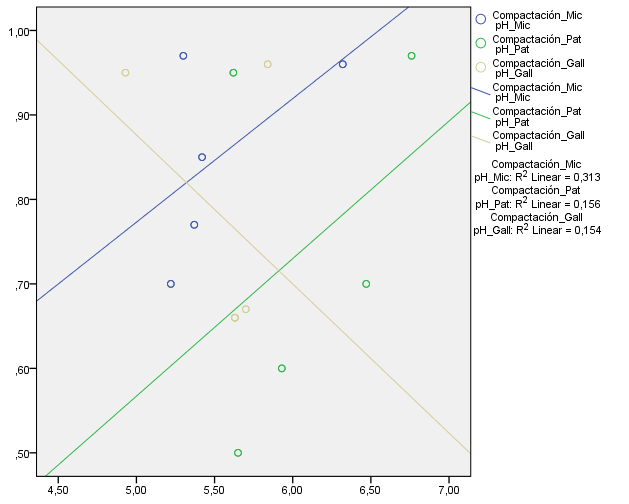 1,00
,90
,80
,70
,60
,50
4,50 5,00 5,50 6,00 6,50 7,00
Compactación_Mic
pH_Mic
Compactación_Pat
pH_Pat
Compactación_Gall
pH_Gall
Compactación_Mic
pH_Mic
Compactación_Pat
pH_Pat
Compactación_Gall
pH_Gall
Compactación_Mic
pH_Mic: R² Linear = 0,313
Compactación_Pat
pH_Pat: R² Linear = 0,156
Compactación_Gall
pH_Gall: R² Linear = 0,154